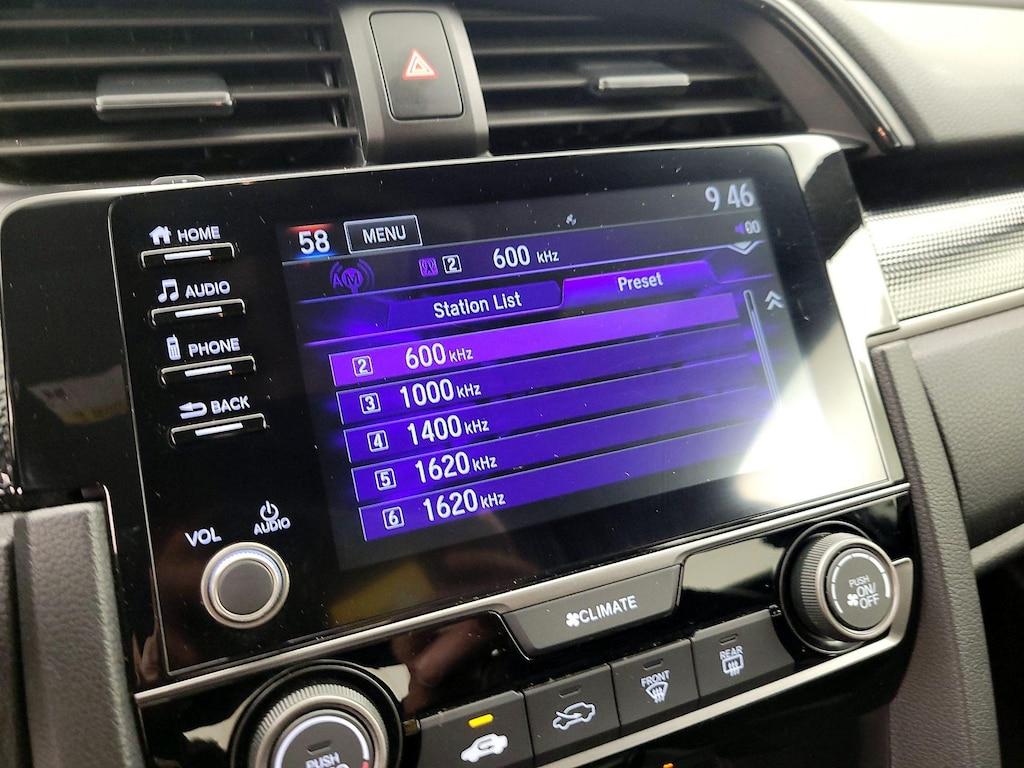 HOME
AUDIO
PHONE
BACK
VOL
AUDIO
58 MENU 9 46
AM 2 600 kHz 00
Station List Preset
2 600 kHz
3 1000 kHz
4 1400 kHz
5 1620 kHz
6 1620 kHz
CLIMATE
PUSH
ON/
OFF
FRONT
REAR
PUSH